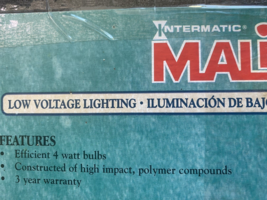 INTERMATIC®
MALI
LOW VOLTAGE LIGHTING • ILUMINACIÓN DE BAJO
FEATURES
• Efficient 4 watt bulbs
• Constructed of high impact, polymer compounds
• 3 year warranty